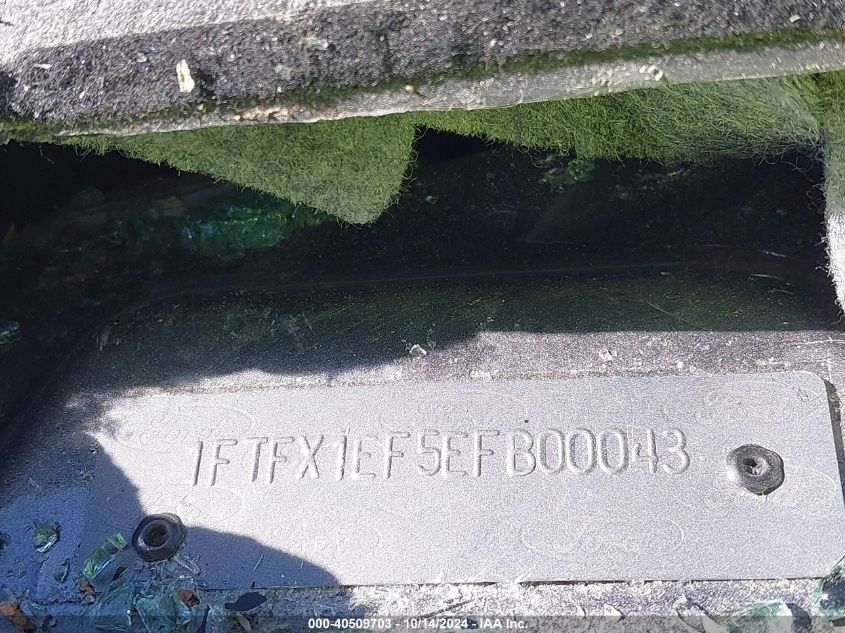 1FTFX1EF5EFB00043
000-40509703 - 10/14/2024 - IAA Inc.